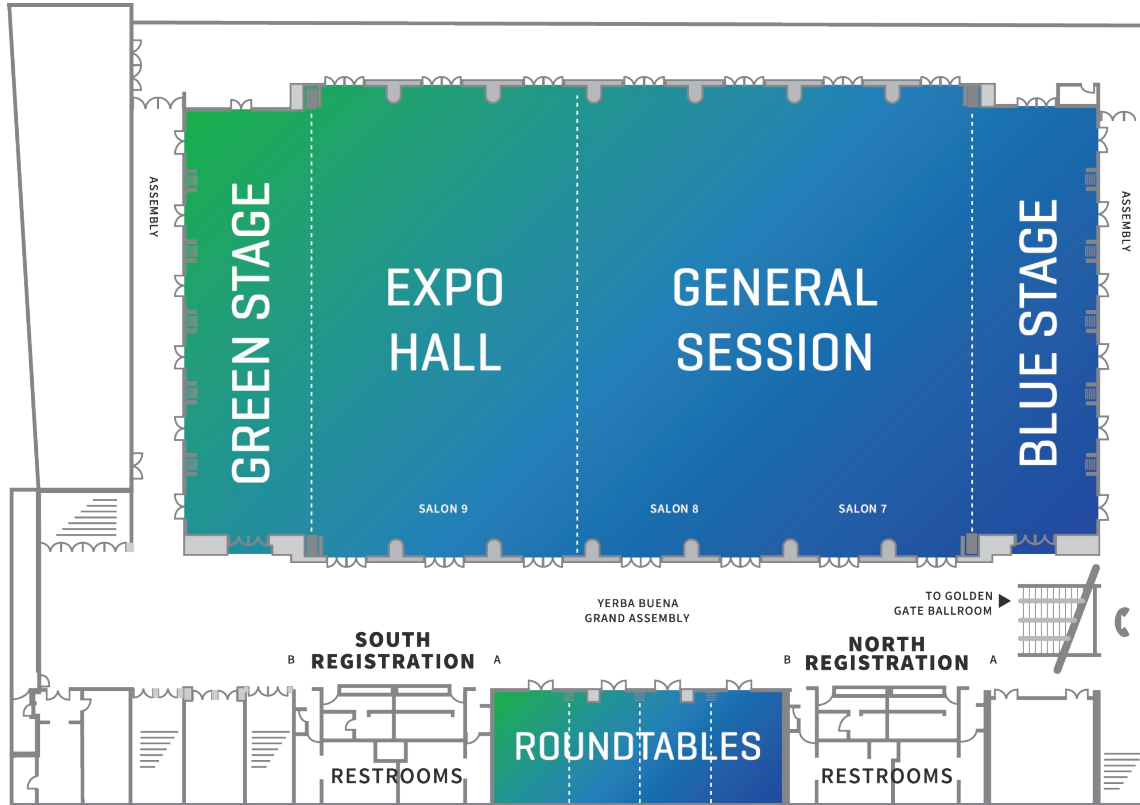 ASSEMBLY
GREEN STAGE
EXPO
HALL
GENERAL
SESSION
BLUE STAGE
ASSEMBLY
SALON 9
SALON 8
SALON 7
YERBA BUENA
GRAND ASSEMBLY
TO GOLDEN
GATE BALLROOM
B
SOUTH
REGISTRATION
A
B
NORTH
REGISTRATION
A
ROUNDTABLES
RESTROOMS
RESTROOMS